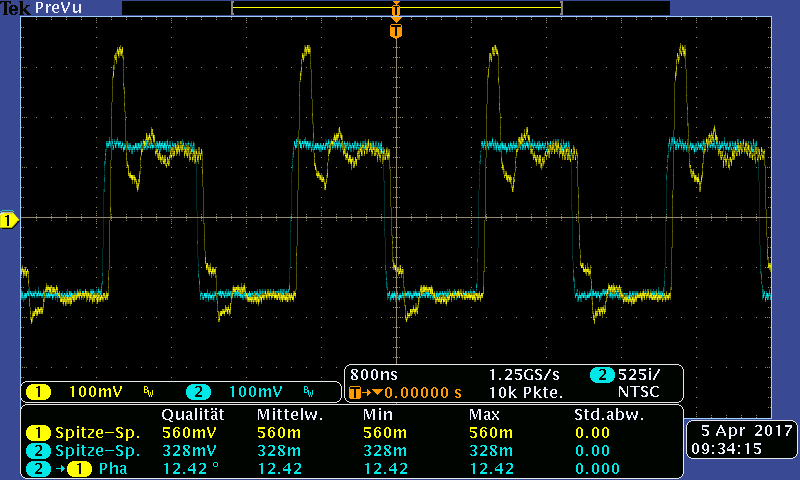 Tek PreVu
T
T
1
800ns 1.25GS/s 2 525i/
1 100mV BW 2 100mV BW T→▼0.00000 s 10k Pkte. NTSC
Qualität Mittelw. Min Max Std.abw.
1 Spitze-Sp. 560mV 560m 560m 560m 0.00
2 Spitze-Sp. 328mV 328m 328m 328m 0.00
2 →1 Pha 12.42 ° 12.42 12.42 12.42 0.000
5 Apr 2017
09:34:15